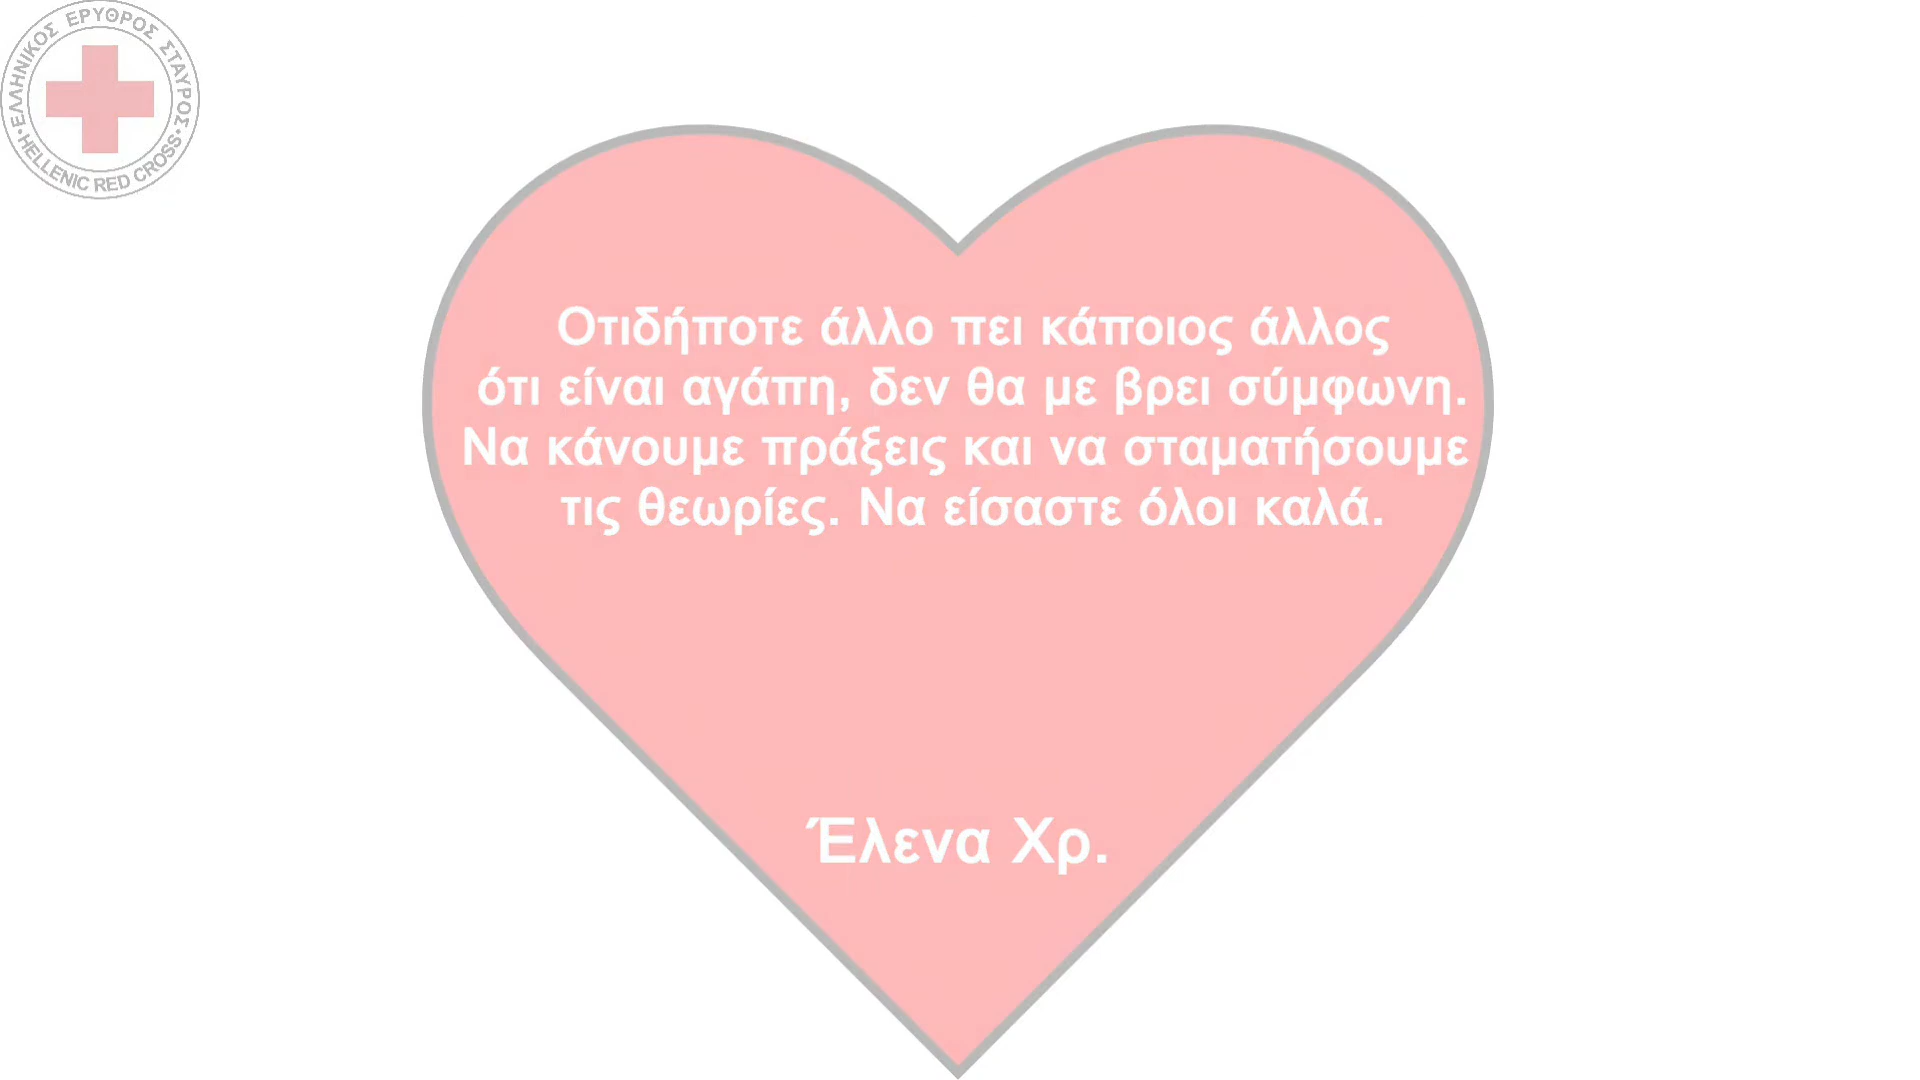 ΕΛΛΗΝΙΚΟΣ ΕΡΥΘΡΟΣ ΣΤΑΥΡΟΣ
• HELLENIC RED CROSS •
Οτιδήποτε άλλο πει κάποιος άλλος
ότι είναι αγάπη, δεν θα με βρει σύμφωνη.
Να κάνουμε πράξεις και να σταματήσουμε
τις θεωρίες. Να είσαστε όλοι καλά.
Έλενα Χρ.